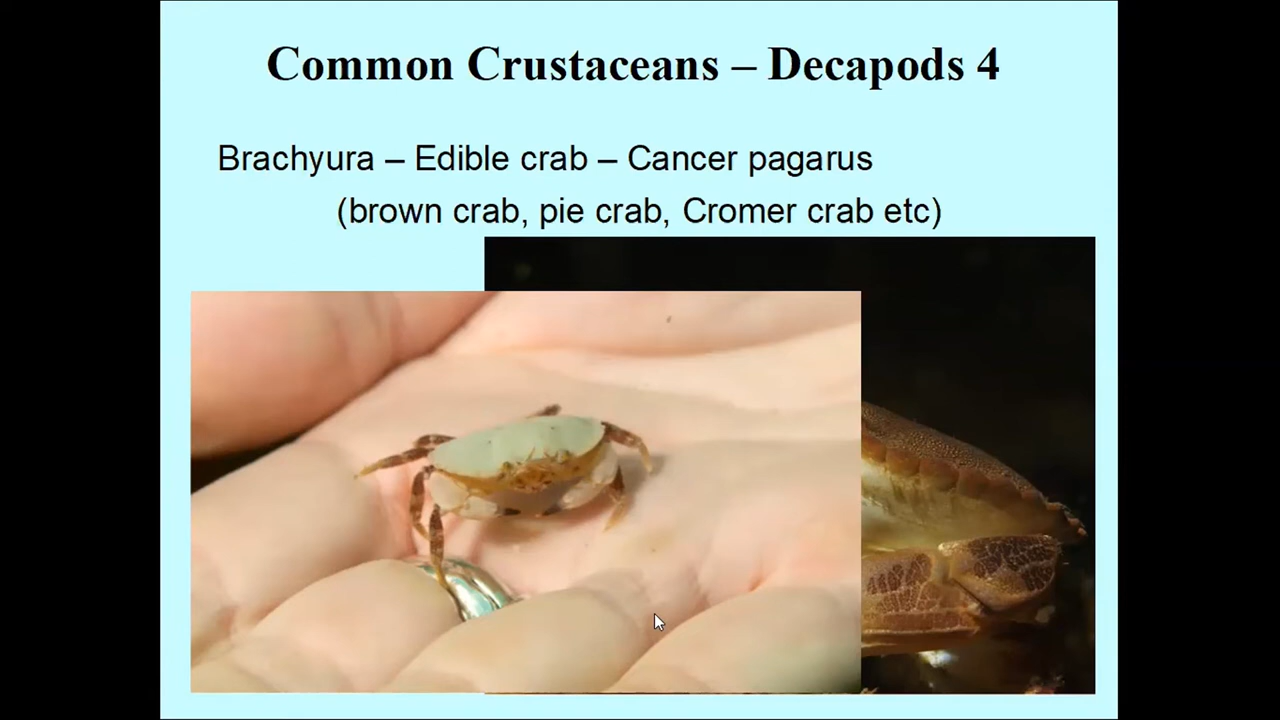 Common Crustaceans – Decapods 4
Brachyura – Edible crab – Cancer pagarus
(brown crab, pie crab, Cromer crab etc)